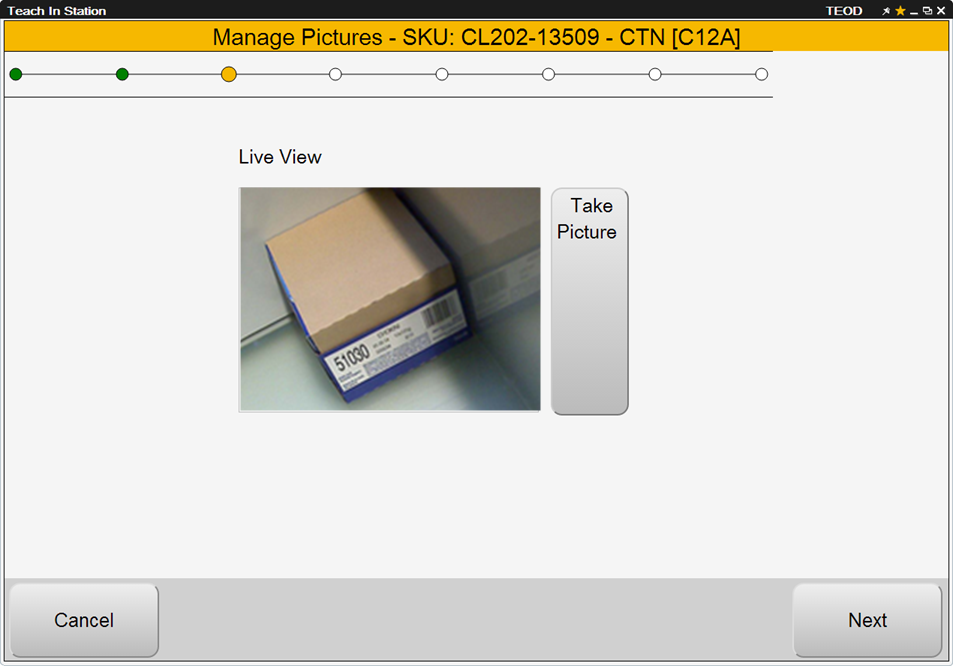 Teach In Station
TEOD
Manage Pictures - SKU: CL202-13509 - CTN [C12A]
Live View
Take
Picture
51030
Cancel
Next